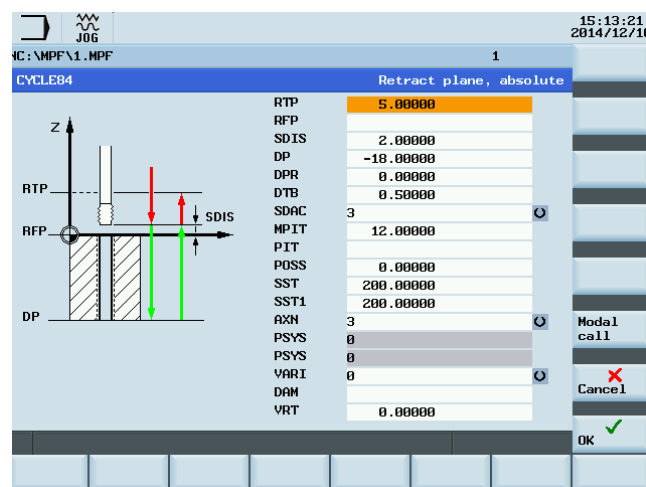 JOG
15:13:21
2014/12/10
NC:\MPF\1.MPF 1
CYCLE84 Retract plane, absolute
Z
RTP
RFP
DP
SDIS
RTP 5.00000
RFP
SDIS 2.00000
DP -18.00000
DPR 0.00000
DTB 0.50000
SDAC 3
MPIT 12.00000
PIT
POSS 0.00000
SST 200.00000
SST1 200.00000
AXN 3
PSYS 0
PSYS 0
VARI 0
DAM
VRT 0.00000
Modal
call
Cancel
OK